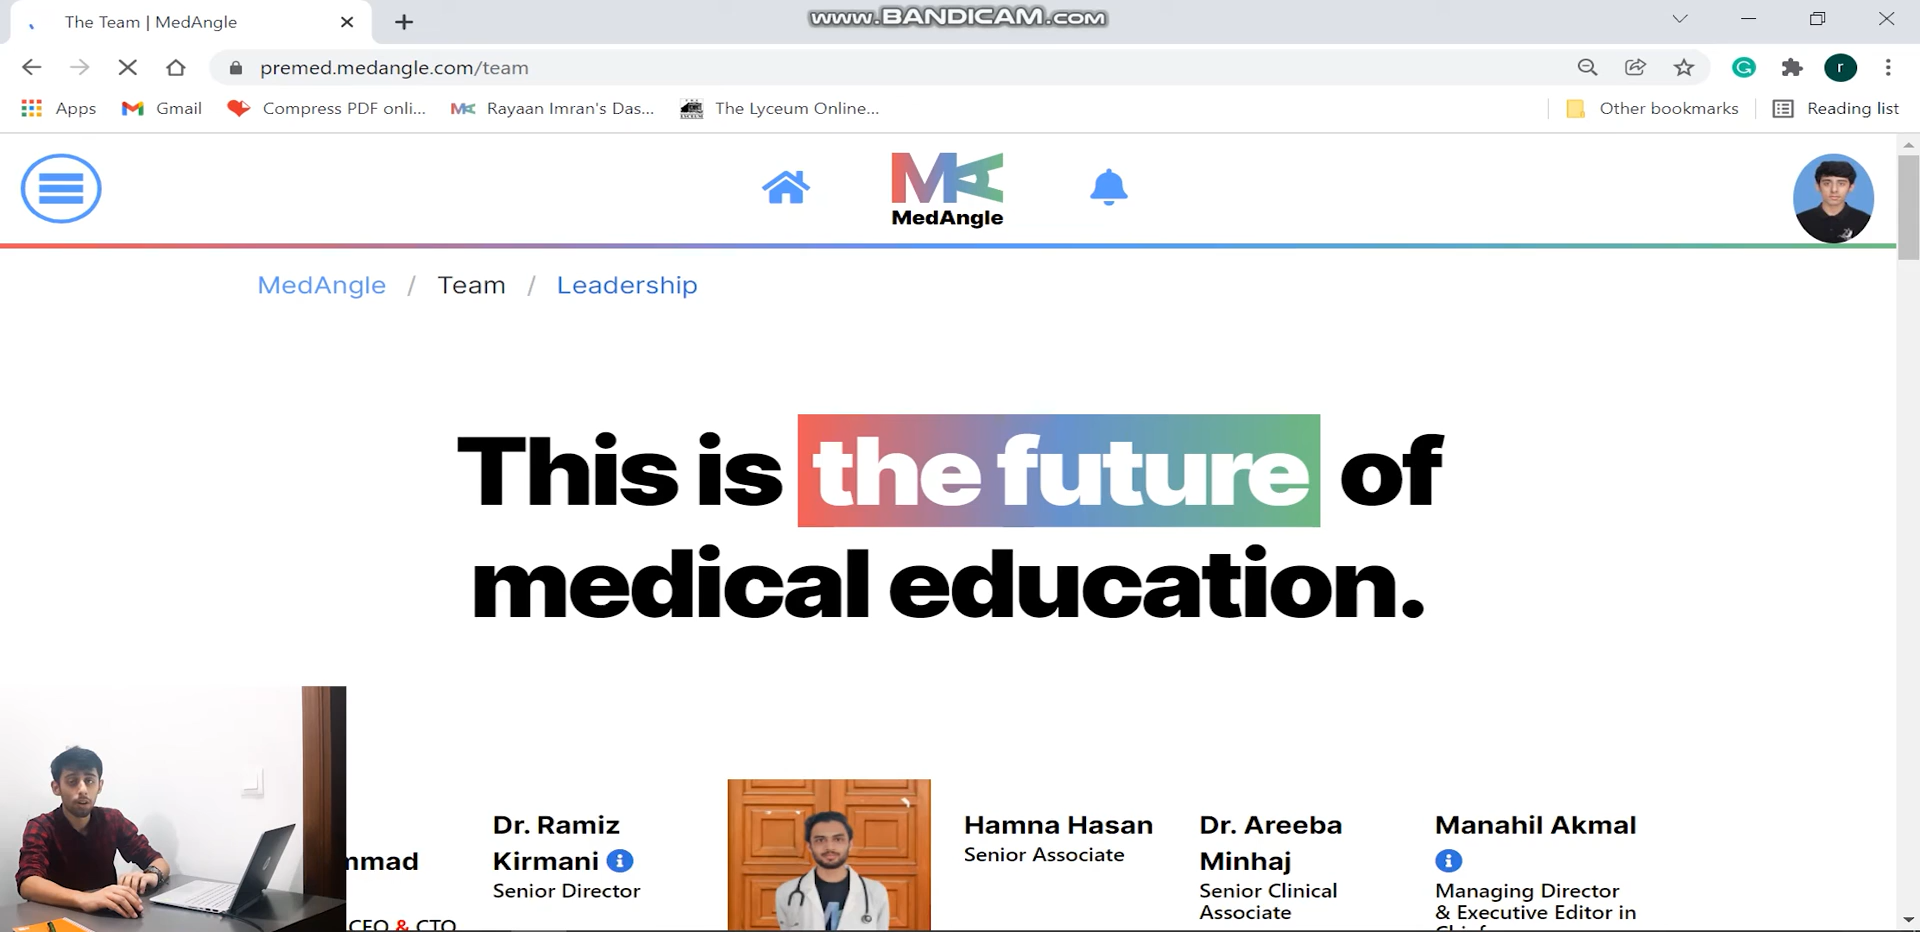 The Team | MedAngle
www.BANDICAM.com
premed.medangle.com/team
r
Apps
Gmail
Compress PDF onli...
Rayaan Imran's Das...
The Lyceum Online...
Other bookmarks
Reading list
MedAngle
MedAngle / Team / Leadership
This is the future of
medical education.
mmad
CEO & CTO
Dr. Ramiz
Kirmani
Senior Director
Hamna Hasan
Senior Associate
Dr. Areeba
Minhaj
Senior Clinical
Associate
Manahil Akmal
Managing Director
& Executive Editor in
Chief